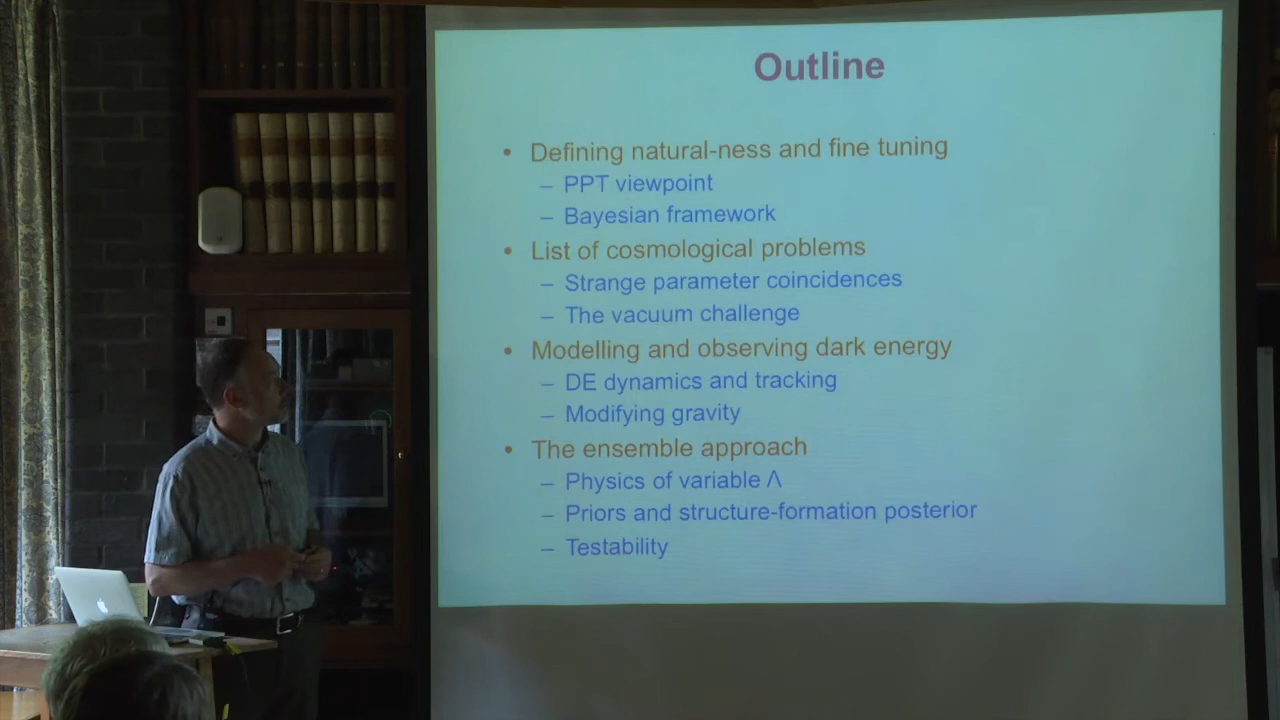 Outline
• Defining natural-ness and fine tuning
– PPT viewpoint
– Bayesian framework
• List of cosmological problems
– Strange parameter coincidences
– The vacuum challenge
• Modelling and observing dark energy
– DE dynamics and tracking
– Modifying gravity
• The ensemble approach
– Physics of variable Λ
– Priors and structure-formation posterior
– Testability